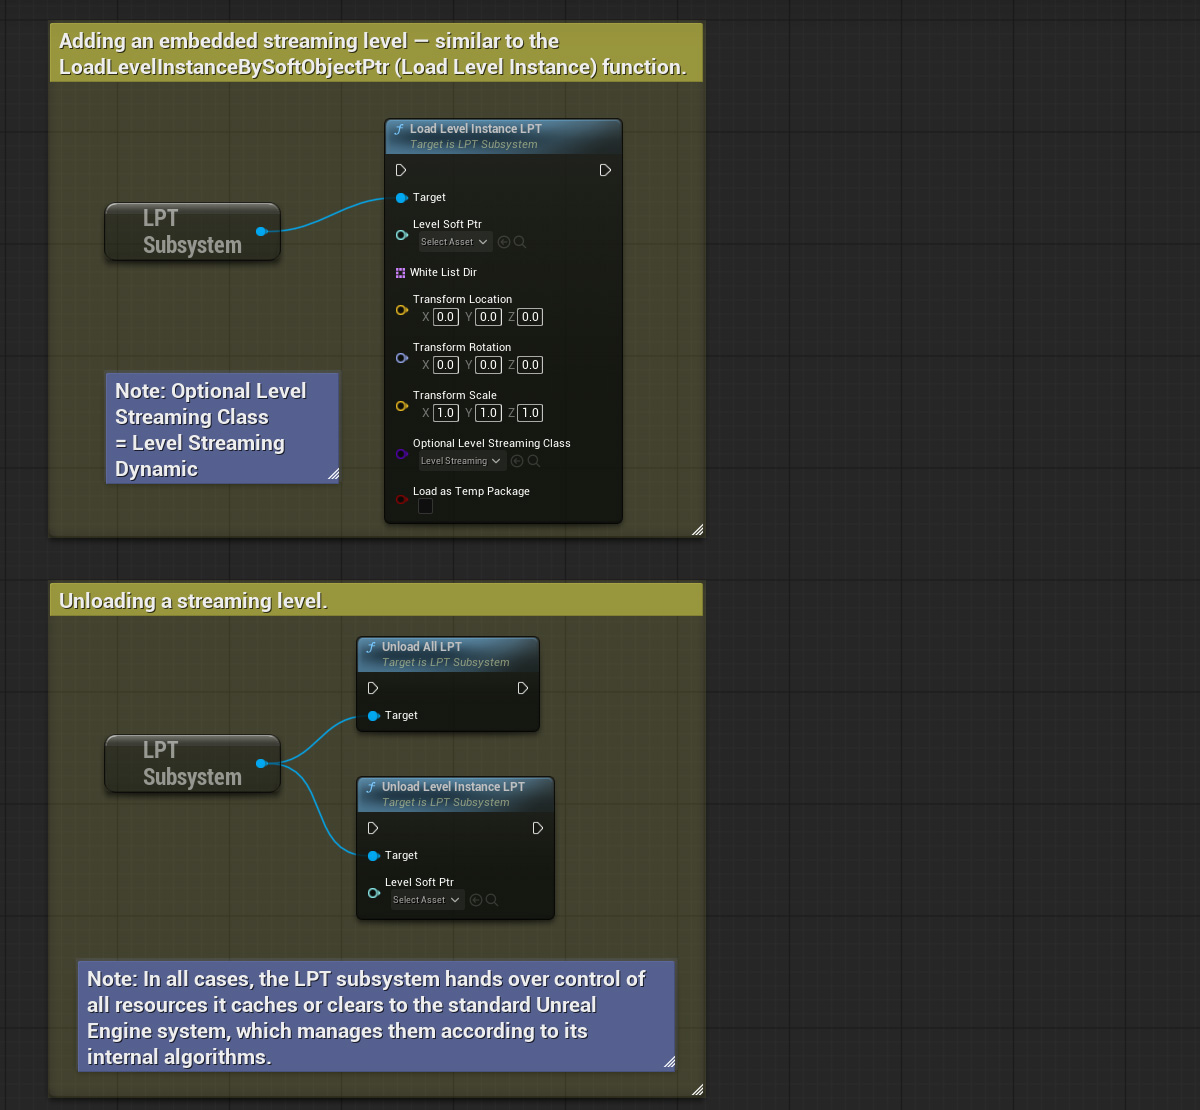 Adding an embedded streaming level — similar to the
LoadLevelInstanceBySoftObjectPtr (Load Level Instance) function.
Load Level Instance LPT
Target is LPT Subsystem
Target
LPT
Subsystem
Level Soft Ptr
Select Asset
White List Dir
Transform Location
X 0.0 Y 0.0 Z 0.0
Transform Rotation
X 0.0 Y 0.0 Z 0.0
Transform Scale
X 1.0 Y 1.0 Z 1.0
Optional Level Streaming Class
Level Streaming
Load as Temp Package
Note: Optional Level
Streaming Class
= Level Streaming
Dynamic
Unloading a streaming level.
Unload All LPT
Target is LPT Subsystem
Target
LPT
Subsystem
Unload Level Instance LPT
Target is LPT Subsystem
Target
Level Soft Ptr
Select Asset
Note: In all cases, the LPT subsystem hands over control of
all resources it caches or clears to the standard Unreal
Engine system, which manages them according to its
internal algorithms.